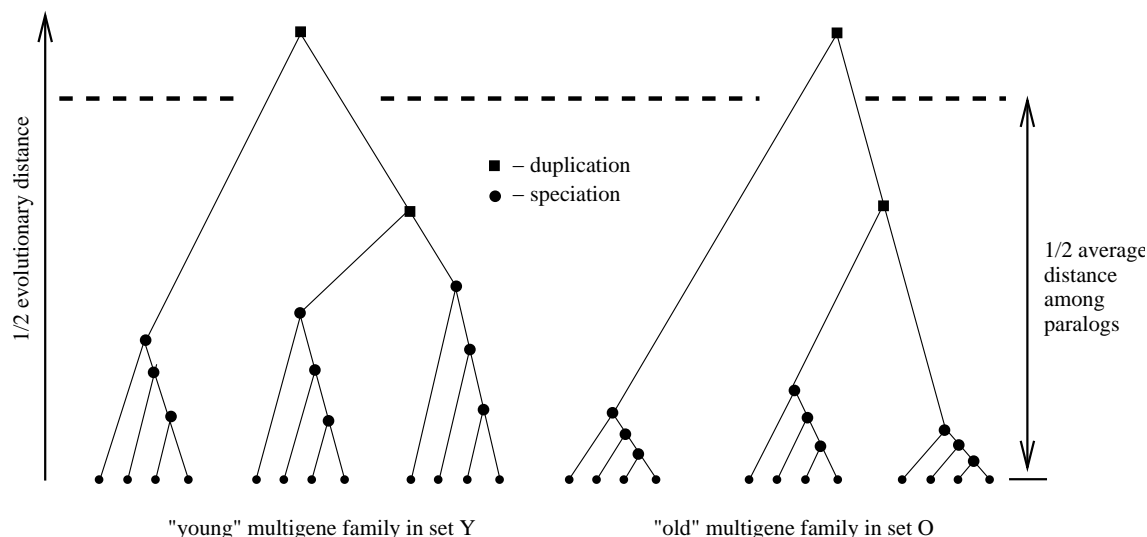 1/2 evolutionary distance
– duplication
– speciation
1/2 average
distance
among
paralogs
"young" multigene family in set Y
"old" multigene family in set O